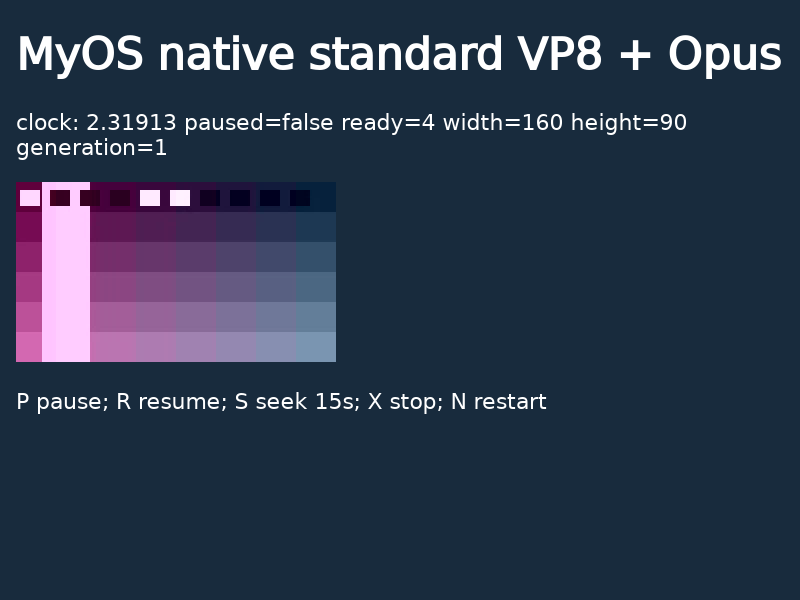 MyOS native standard VP8 + Opus
clock: 2.31913 paused=false ready=4 width=160 height=90
generation=1
P pause; R resume; S seek 15s; X stop; N restart